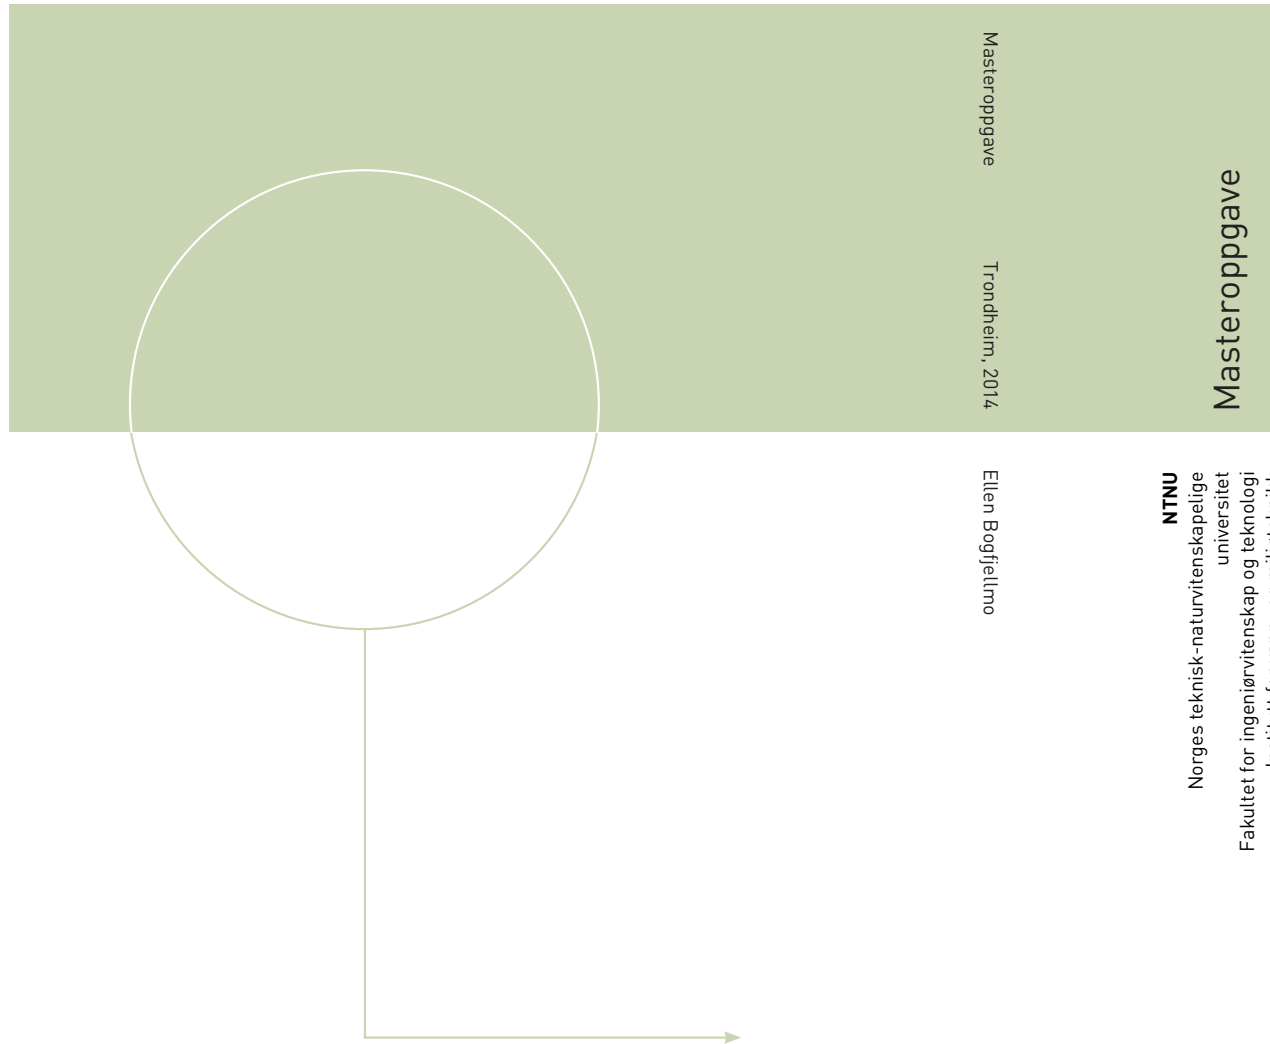 Masteroppgave
Trondheim, 2014
Ellen Bogfjellmo
Masteroppgave
NTNU
Norges teknisk-naturvitenskapelige
universitet
Fakultet for ingeniørvitenskap og teknologi